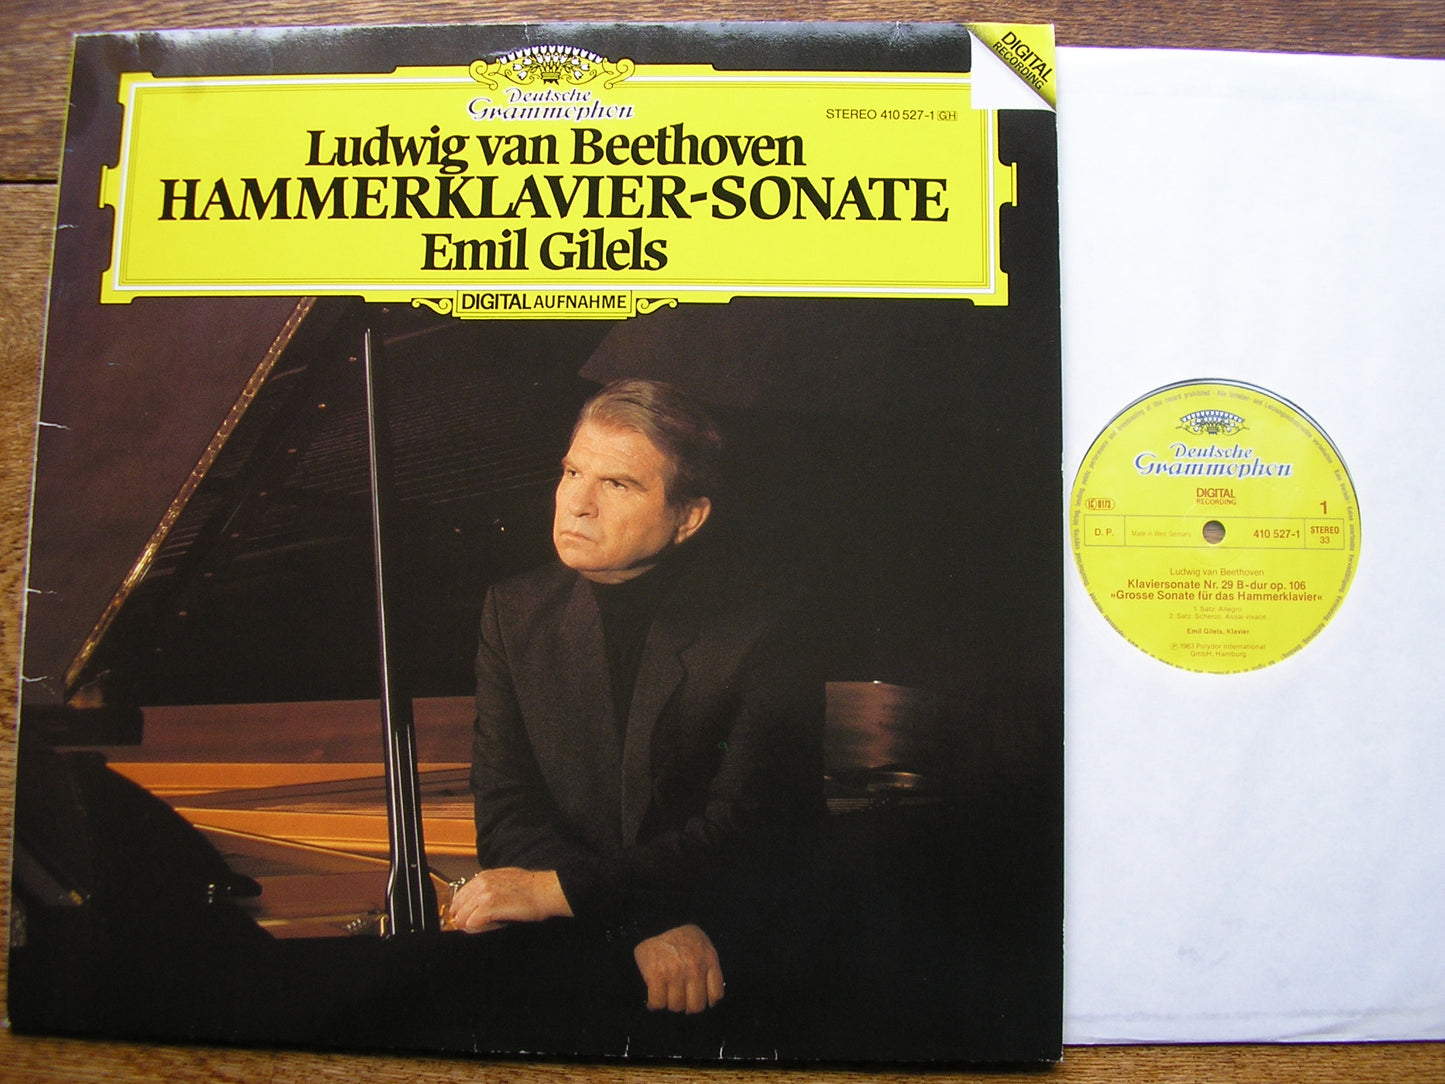 DIGITAL
RECORDING
Deutsche
Grammophon
STEREO 410 527-1 GH
Ludwig van Beethoven
HAMMERKLAVIER-SONATE
Emil Gilels
DIGITAL AUFNAHME
Deutsche
Grammophon
DIGITAL
RECORDING
1
LC 0173
D. P.
Made in West Germany
410 527-1
STEREO
33
Ludwig van Beethoven
Klaviersonate Nr. 29 B-dur op. 106
»Grosse Sonate für das Hammerklavier«
1. Satz: Allegro
2. Satz: Scherzo. Assai vivace
Emil Gilels, Klavier
℗ 1983 Polydor International
GmbH, Hamburg